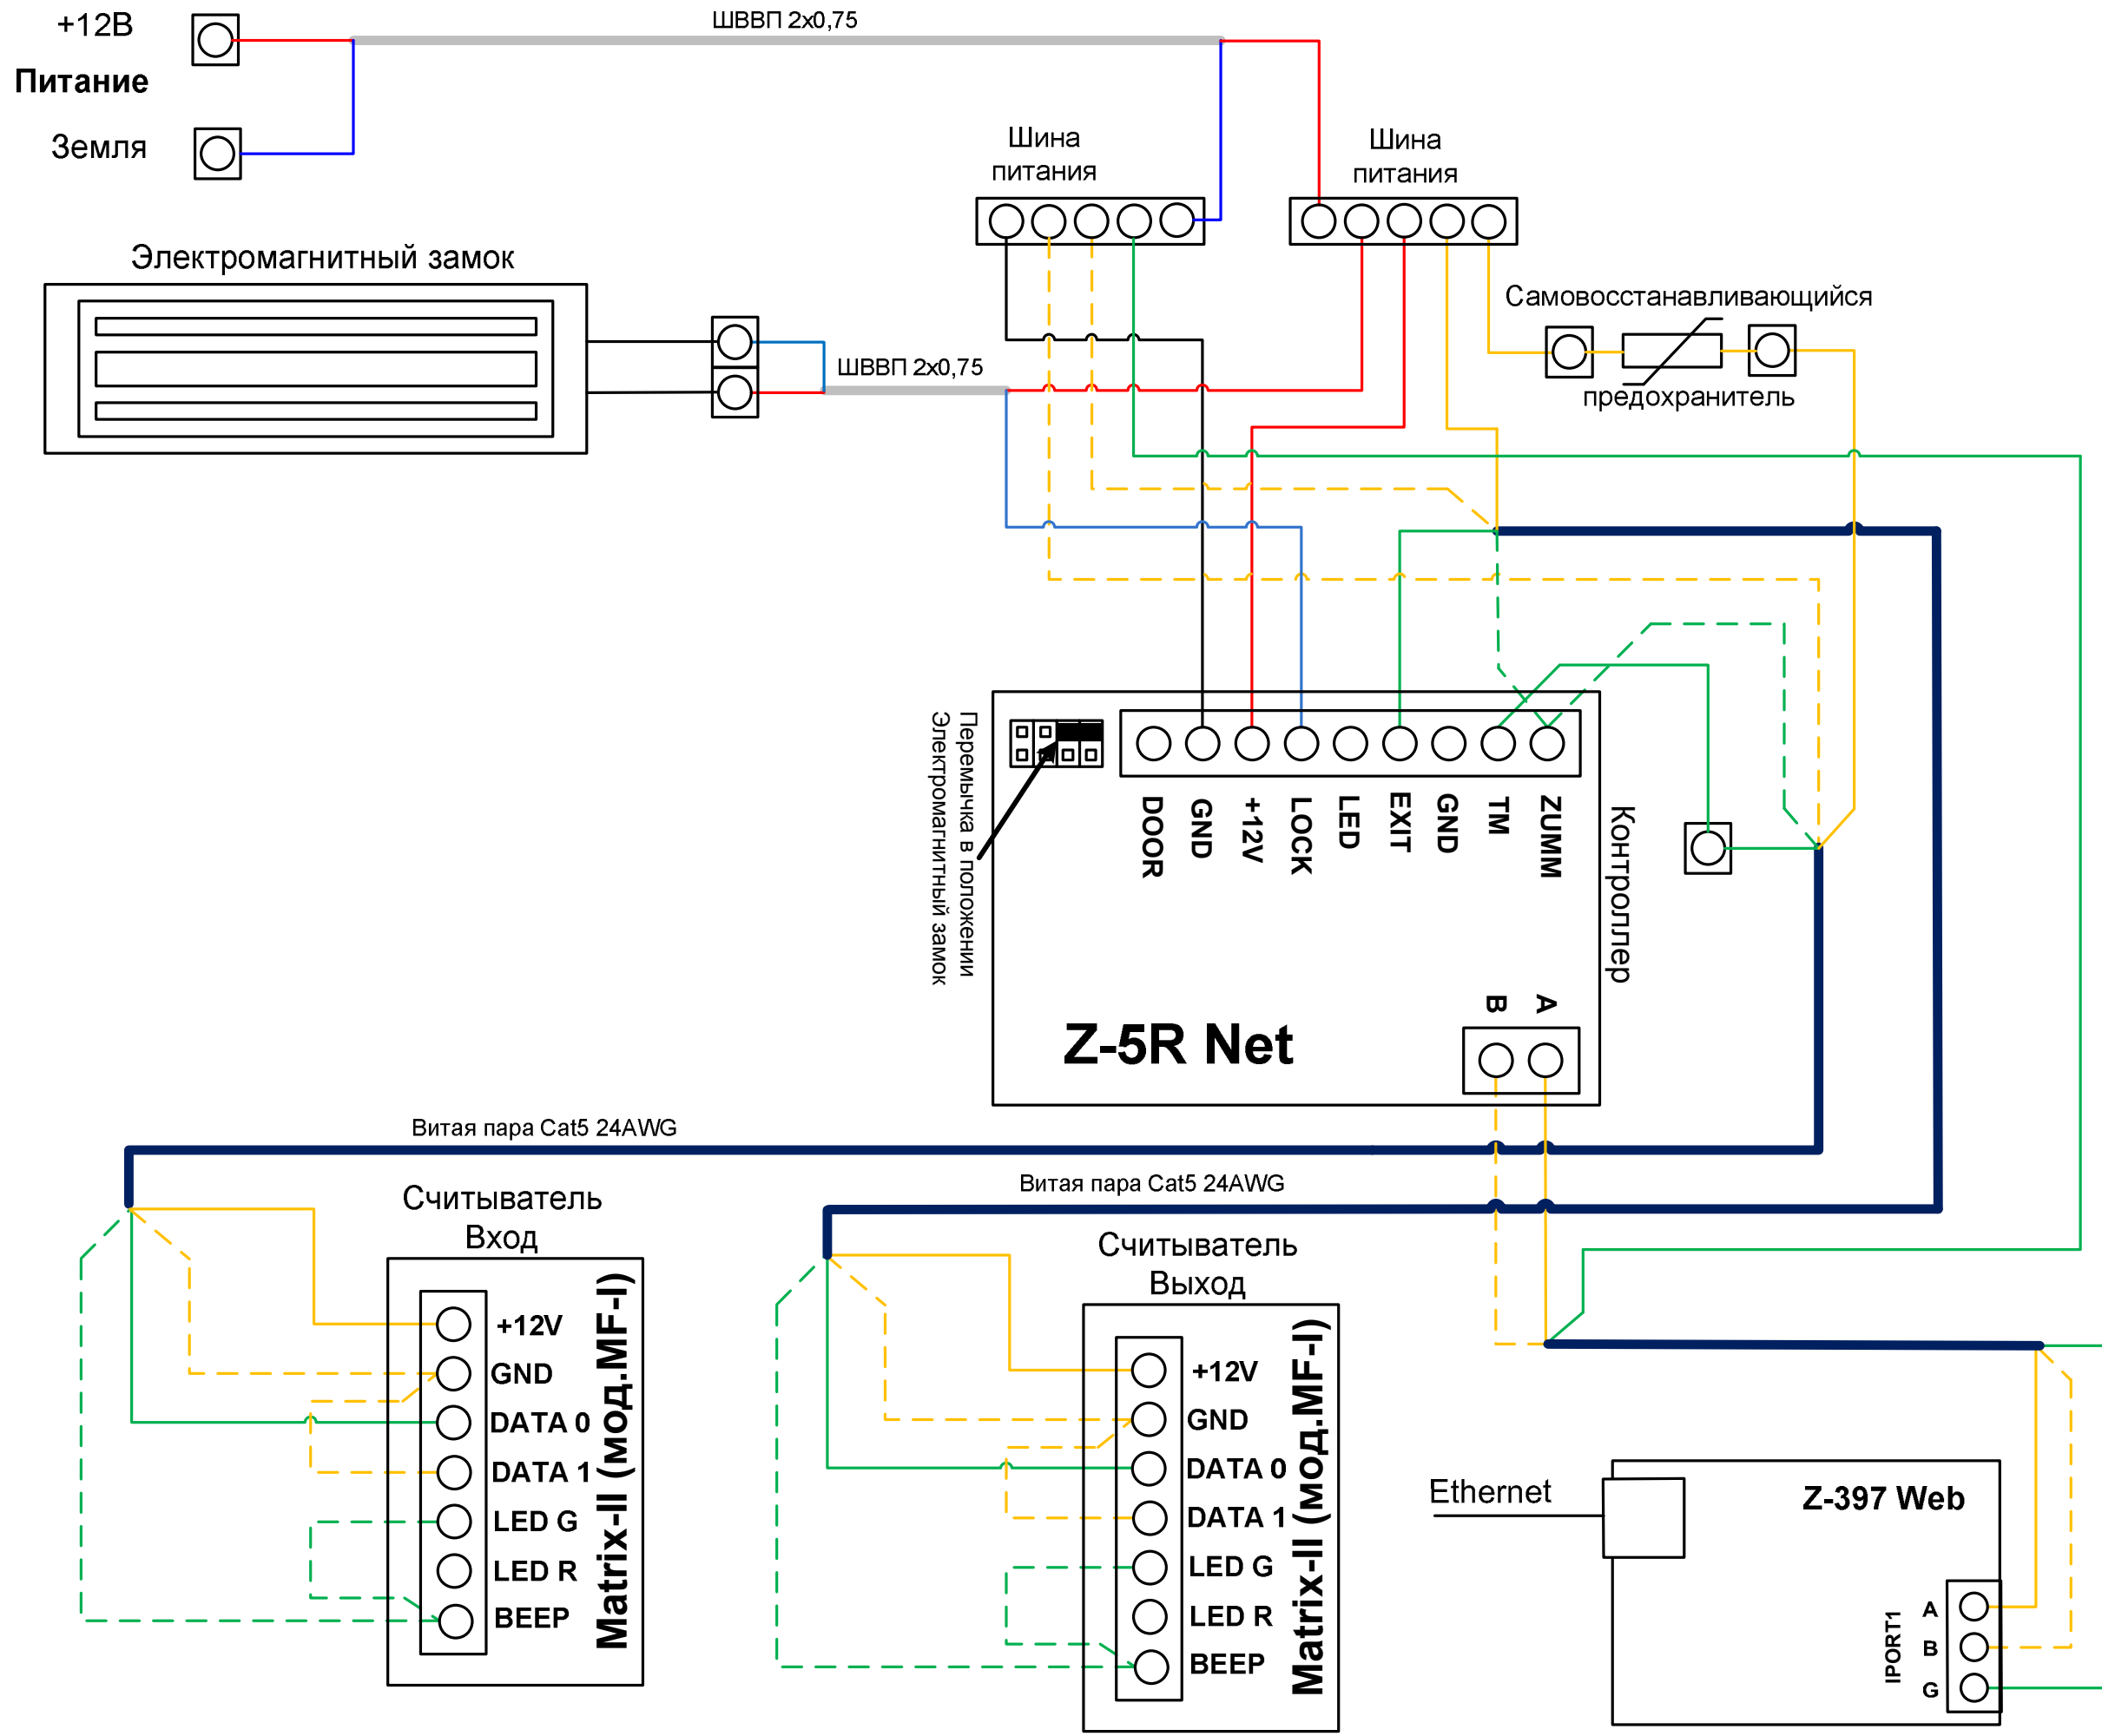 +12В
Питание
Земля
ШВВП 2х0,75
Шина
питания
Шина
питания
Электромагнитный замок
ШВВП 2х0,75
Самовосстанавливающийся
предохранитель
Перемычка в положении
Электромагнитный замок
DOOR
GND
+12V
LOCK
LED
EXIT
GND
TM
ZUMM
Контроллер
B
A
Z-5R Net
Витая пара Cat5 24AWG
Витая пара Cat5 24AWG
Считыватель
Вход
+12V
GND
DATA 0
DATA 1
LED G
LED R
BEEP
Matrix-II (мод.MF-I)
Считыватель
Выход
+12V
GND
DATA 0
DATA 1
LED G
LED R
BEEP
Matrix-II (мод.MF-I)
Ethernet
Z-397 Web
IPORT1
A
B
G